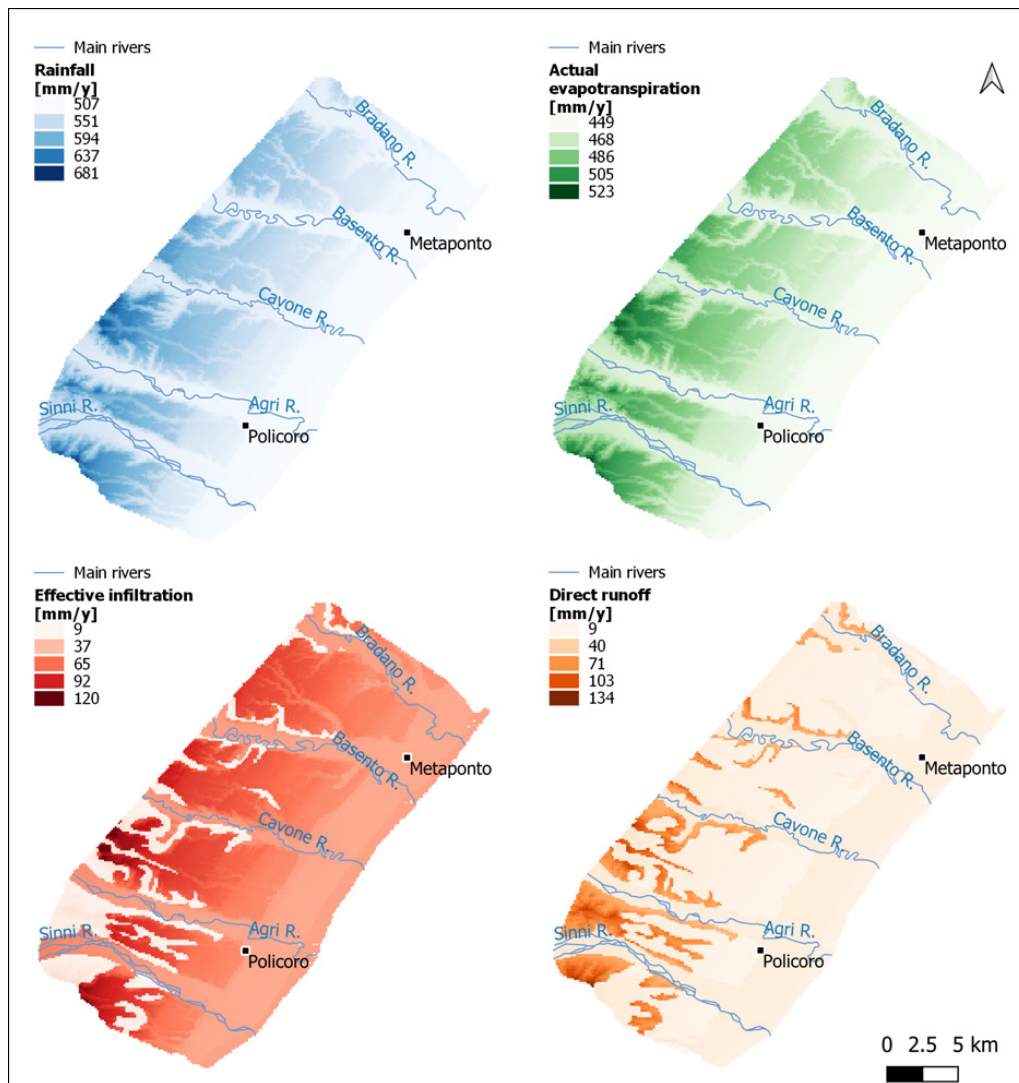 Main rivers
Rainfall
[mm/y]
507
551
594
637
681
Bradano R.
Basento R.
Metaponto
Cavone R.
Agri R.
Sinni R.
Policoro
Main rivers
Actual
evapotranspiration
[mm/y]
449
468
486
505
523
Bradano R.
Basento R.
Metaponto
Cavone R.
Agri R.
Sinni R.
Policoro
Main rivers
Effective infiltration
[mm/y]
9
37
65
92
120
Bradano R.
Basento R.
Metaponto
Cavone R.
Agri R.
Sinni R.
Policoro
Main rivers
Direct runoff
[mm/y]
9
40
71
103
134
Bradano R.
Basento R.
Metaponto
Cavone R.
Agri R.
Sinni R.
Policoro
0 2.5 5 km